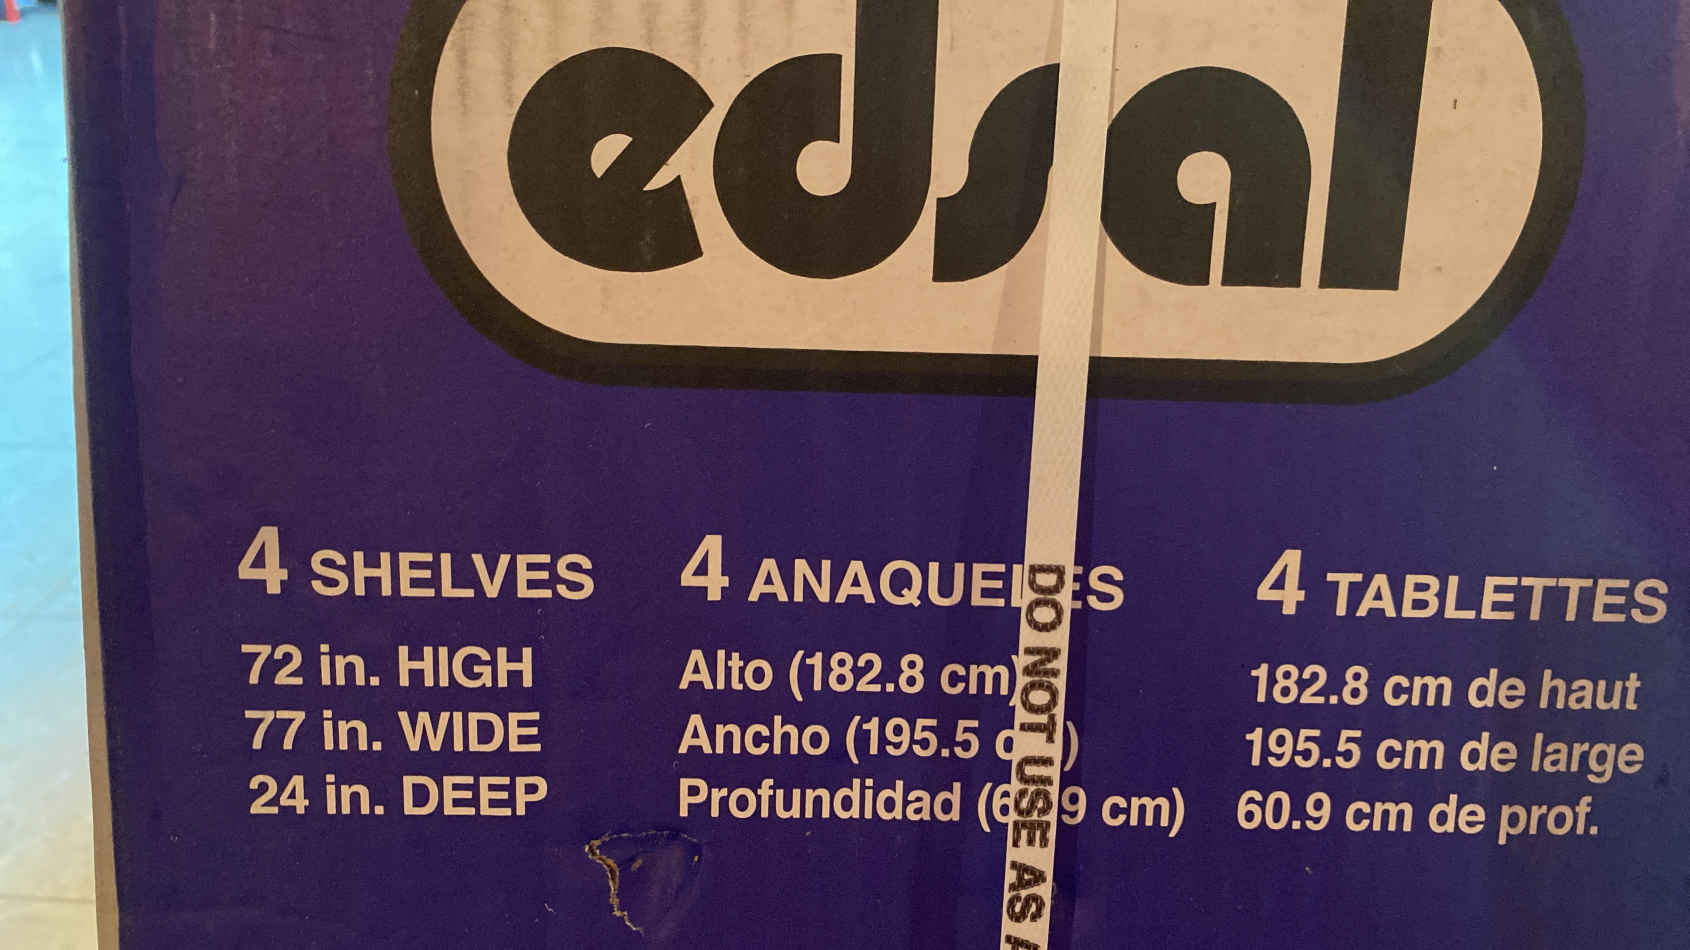 edsal
4 SHELVES
72 in. HIGH
77 in. WIDE
24 in. DEEP
4 ANAQUELES
Alto (182.8 cm)
Ancho (195.5 cm)
Profundidad (60.9 cm)
4 TABLETTES
182.8 cm de haut
195.5 cm de large
60.9 cm de prof.
DO NOT USE AS